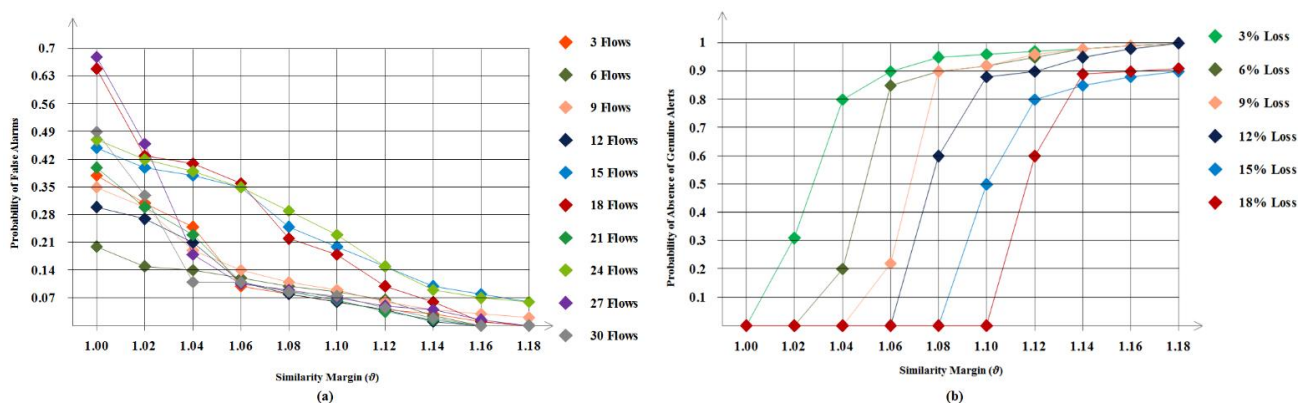 Probability of False Alarms
0.7
0.63
0.56
0.49
0.42
0.35
0.28
0.21
0.14
0.07
1.00 1.02 1.04 1.06 1.08 1.10 1.12 1.14 1.16 1.18
Similarity Margin (ϑ)
(a)
3 Flows
6 Flows
9 Flows
12 Flows
15 Flows
18 Flows
21 Flows
24 Flows
27 Flows
30 Flows
Probability of Absence of Genuine Alerts
1
0.9
0.8
0.7
0.6
0.5
0.4
0.3
0.2
0.1
1.00 1.02 1.04 1.06 1.08 1.10 1.12 1.14 1.16 1.18
Similarity Margin (ϑ)
(b)
3% Loss
6% Loss
9% Loss
12% Loss
15% Loss
18% Loss